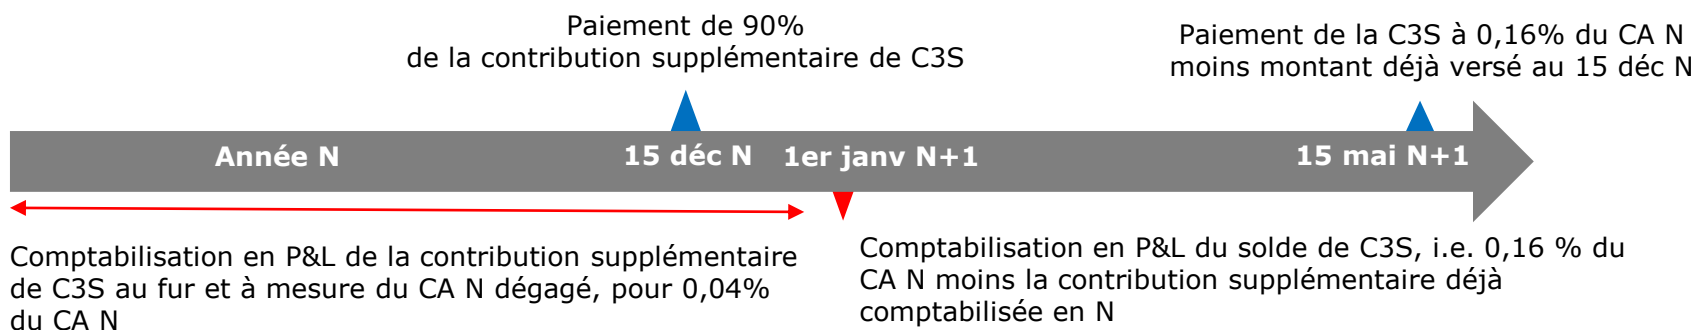 Paiement de 90%
de la contribution supplémentaire de C3S
Paiement de la C3S à 0,16% du CA N
moins montant déjà versé au 15 déc N
Année N
15 déc N
1er janv N+1
15 mai N+1
Comptabilisation en P&L de la contribution supplémentaire
de C3S au fur et à mesure du CA N dégagé, pour 0,04%
du CA N
Comptabilisation en P&L du solde de C3S, i.e. 0,16 % du
CA N moins la contribution supplémentaire déjà
comptabilisée en N